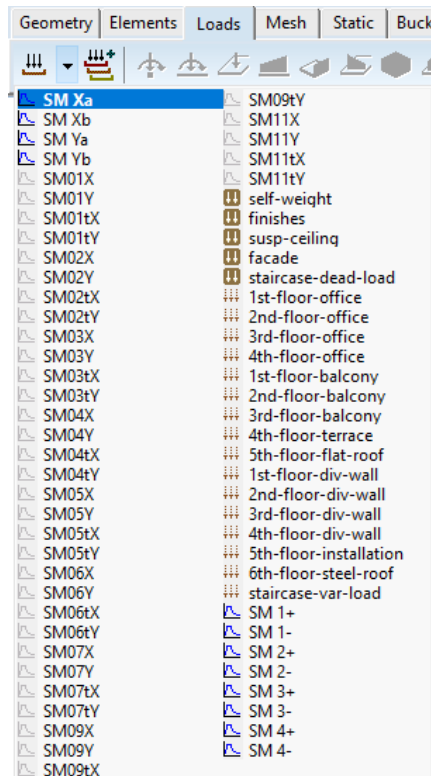 Geometry Elements Loads Mesh Static Buck
SM Xa
SM Xb
SM Ya
SM Yb
SM01X
SM01Y
SM01tX
SM01tY
SM02X
SM02Y
SM02tX
SM02tY
SM03X
SM03Y
SM03tX
SM03tY
SM04X
SM04Y
SM04tX
SM04tY
SM05X
SM05Y
SM05tX
SM05tY
SM06X
SM06Y
SM06tX
SM06tY
SM07X
SM07Y
SM07tX
SM07tY
SM09X
SM09Y
SM09tX
SM09tY
SM11X
SM11Y
SM11tX
SM11tY
self-weight
finishes
susp-ceiling
facade
staircase-dead-load
1st-floor-office
2nd-floor-office
3rd-floor-office
4th-floor-office
1st-floor-balcony
2nd-floor-balcony
3rd-floor-balcony
4th-floor-terrace
5th-floor-flat-roof
1st-floor-div-wall
2nd-floor-div-wall
3rd-floor-div-wall
4th-floor-div-wall
5th-floor-installation
6th-floor-steel-roof
staircase-var-load
SM 1+
SM 1-
SM 2+
SM 2-
SM 3+
SM 3-
SM 4+
SM 4-